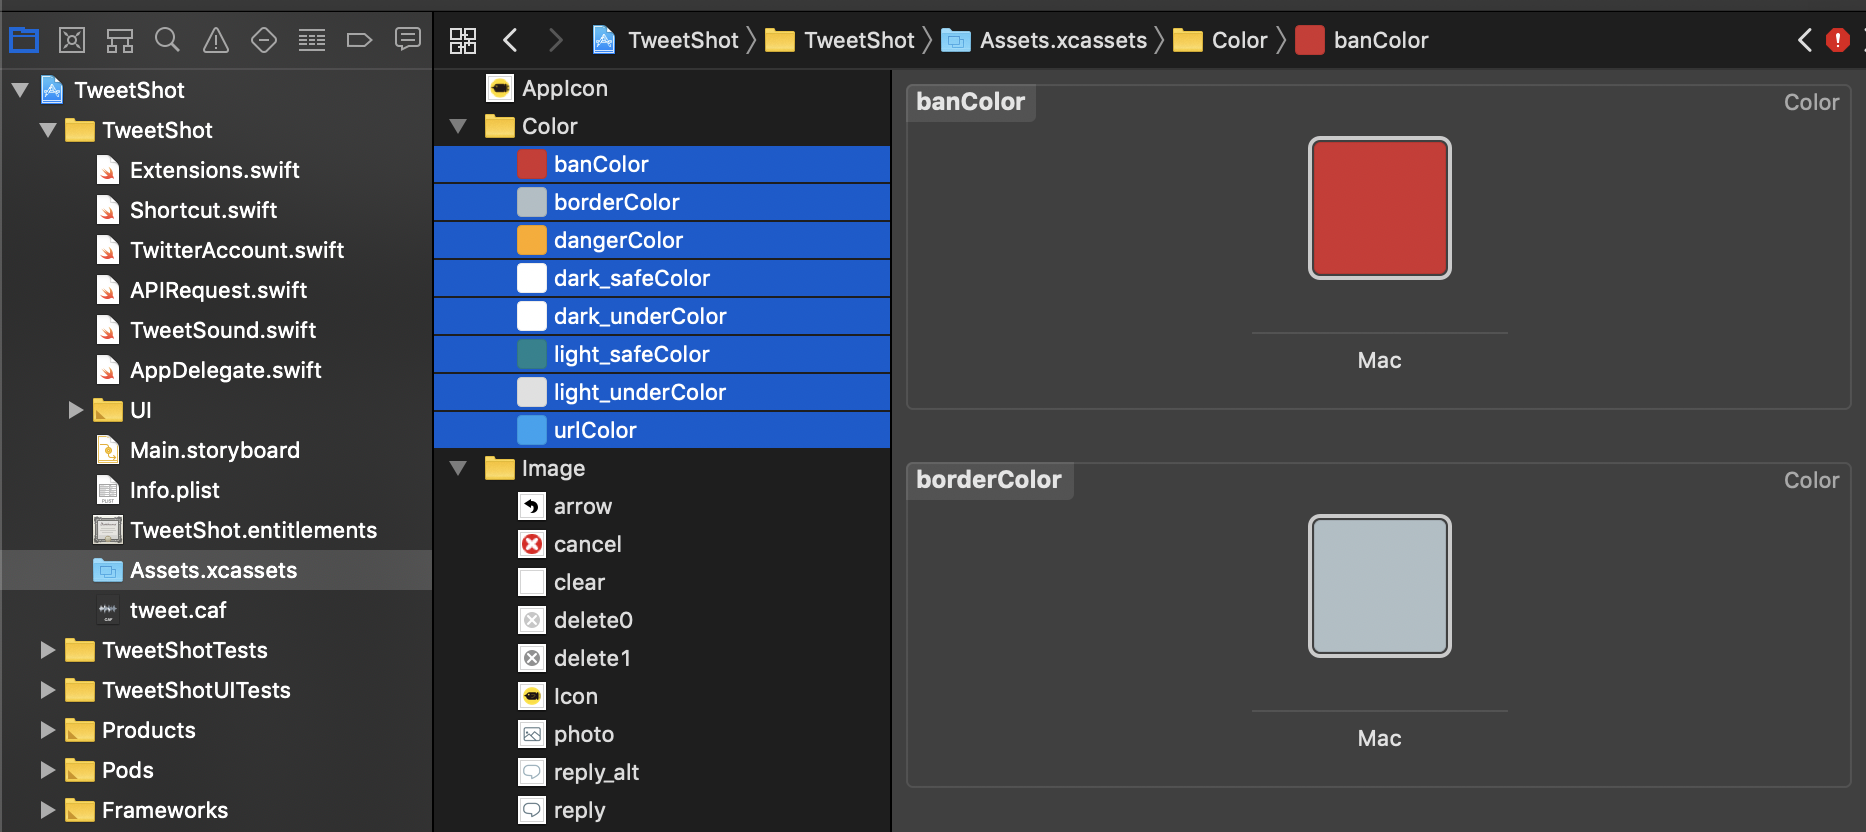 TweetShot
TweetShot
Assets.xcassets
Color
banColor
TweetShot
TweetShot
Extensions.swift
Shortcut.swift
TwitterAccount.swift
APIRequest.swift
TweetSound.swift
AppDelegate.swift
UI
Main.storyboard
Info.plist
TweetShot.entitlements
Assets.xcassets
tweet.caf
TweetShotTests
TweetShotUITests
Products
Pods
Frameworks
AppIcon
Color
banColor
borderColor
dangerColor
dark_safeColor
dark_underColor
light_safeColor
light_underColor
urlColor
Image
arrow
cancel
clear
delete0
delete1
Icon
photo
reply_alt
reply
banColor
Color
Mac
borderColor
Color
Mac